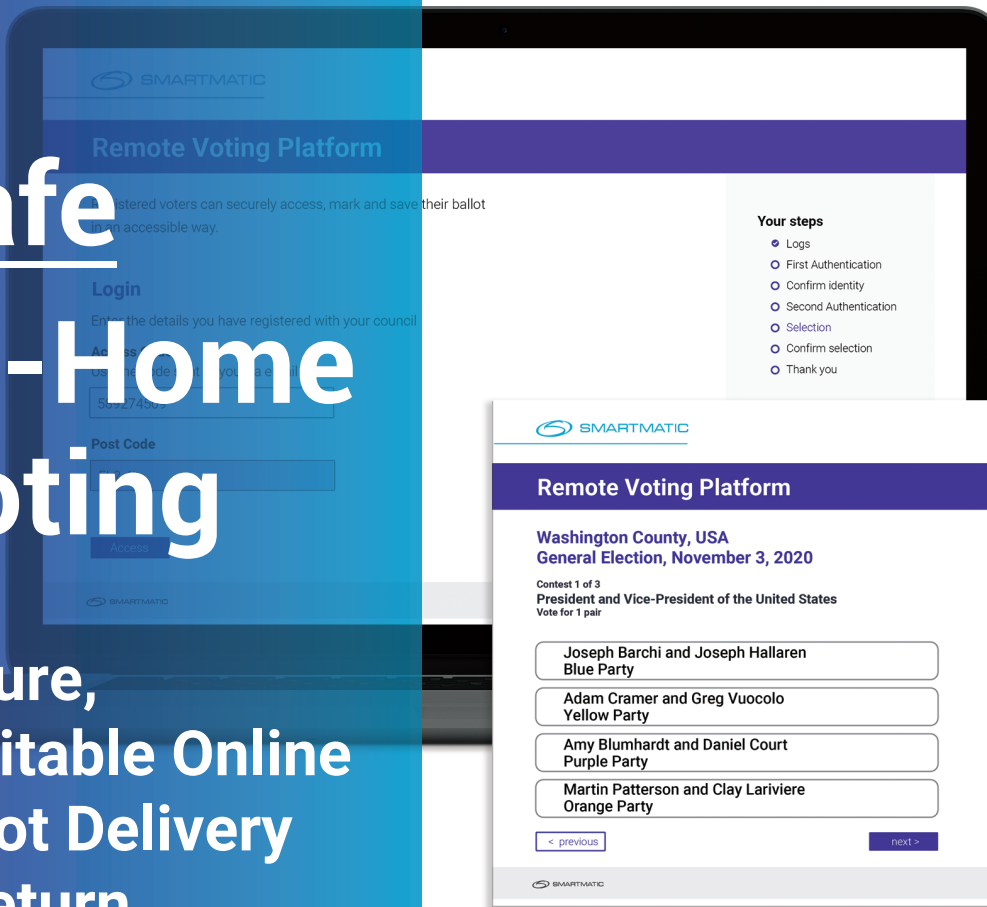 SMARTMATIC
Remote Voting Platform
Registered voters can securely access, mark and save their ballot
in an accessible way.
Your steps
Logs
First Authentication
Confirm identity
Second Authentication
Selection
Confirm selection
Thank you
Login
Enter the details you have registered with your council
589274569
Post Code
Access
SMARTMATIC
afe
-Home
oting
ure,
itable Online
ot Delivery
eturn
SMARTMATIC
Remote Voting Platform
Washington County, USA
General Election, November 3, 2020
Contest 1 of 3
President and Vice-President of the United States
Vote for 1 pair
Joseph Barchi and Joseph Hallaren
Blue Party
Adam Cramer and Greg Vuocolo
Yellow Party
Amy Blumhardt and Daniel Court
Purple Party
Martin Patterson and Clay Lariviere
Orange Party
< previous
next >
SMARTMATIC